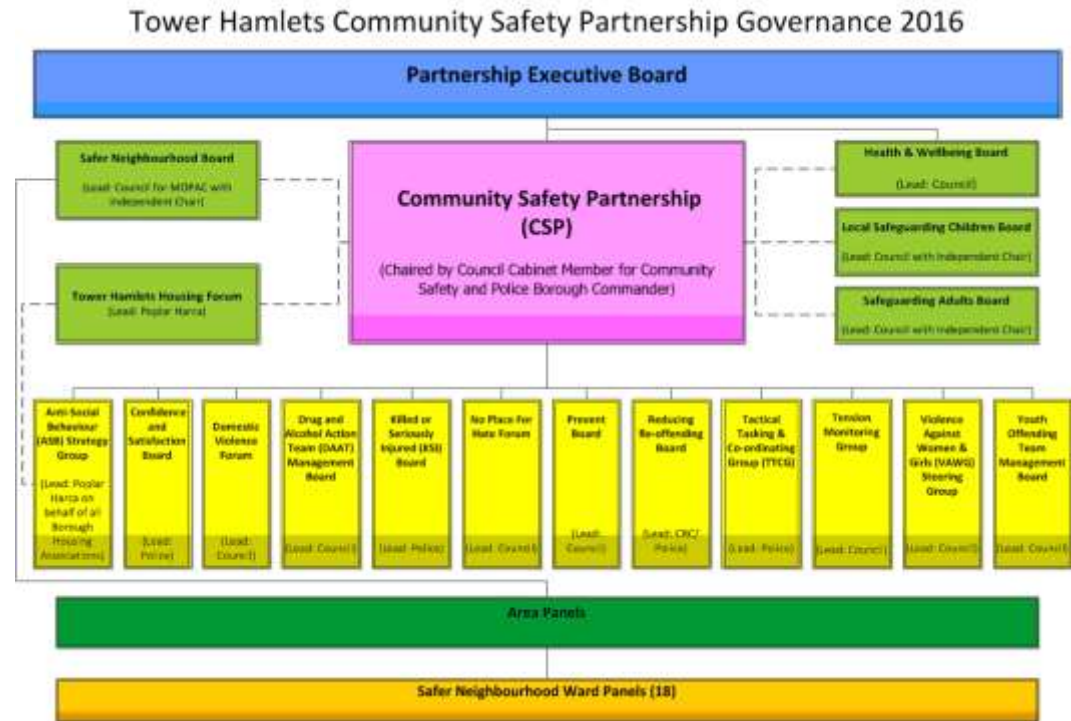 Tower Hamlets Community Safety Partnership Governance 2016
Partnership Executive Board
Safer Neighbourhood Board
(Lead: Council for MOPAC with
Independent Chair)
Tower Hamlets Housing Forum
(Lead: Poplar Harca)
Community Safety Partnership
(CSP)
(Chaired by Council Cabinet Member for Community
Safety and Police Borough Commander)
Health & Wellbeing Board
(Lead: Council)
Local Safeguarding Children Board
(Lead: Council with Independent Chair)
Safeguarding Adults Board
(Lead: Council with Independent Chair)
Anti-Social
Behaviour
(ASB) Strategy
Group
(Lead: Poplar
Harca on
behalf of all
Borough
Housing
Associations)
Confidence
and
Satisfaction
Board
(Lead:
Police)
Domestic
Violence
Forum
(Lead:
Council)
Drug and
Alcohol Action
Team (DAAT)
Management
Board
(Lead: Council)
Killed or
Seriously
Injured (KSI)
Board
(Lead: Police)
No Place For
Hate Forum
(Lead: Council)
Prevent
Board
(Lead:
Council)
Reducing
Re-offending
Board
(Lead: CRC/
Police)
Tactical
Tasking &
Co-ordinating
Group (TTCG)
(Lead: Police)
Tension
Monitoring
Group
(Lead: Council)
Violence
Against
Women &
Girls (VAWG)
Steering
Group
(Lead: Council)
Youth
Offending
Team
Management
Board
(Lead: Council)
Area Panels
Safer Neighbourhood Ward Panels (18)